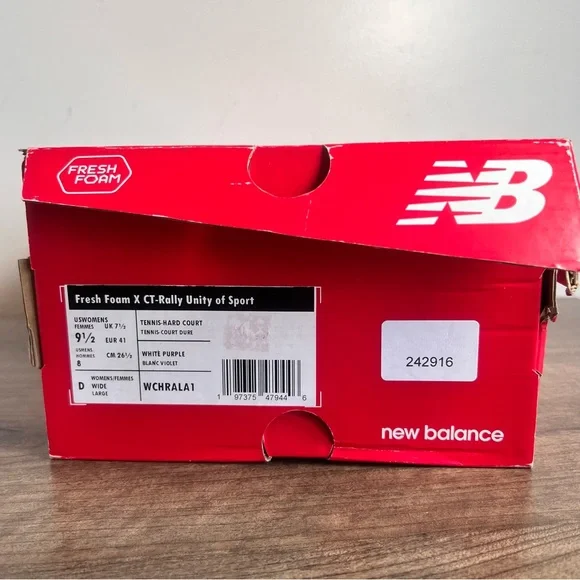 FRESH
FOAM
NB
Fresh Foam X CT-Rally Unity of Sport
USWOMENS
FEMMES
9½
USMENS
HOMMES
8
UK 7½
EUR 41
CM 26½
TENNIS-HARD COURT
TENNIS COURT DURE
WHITE PURPLE
BLANC VIOLET
D
WOMENS/FEMMES
WIDE
LARGE
WCHRALA1
1 97375 47944 6
242916
new balance